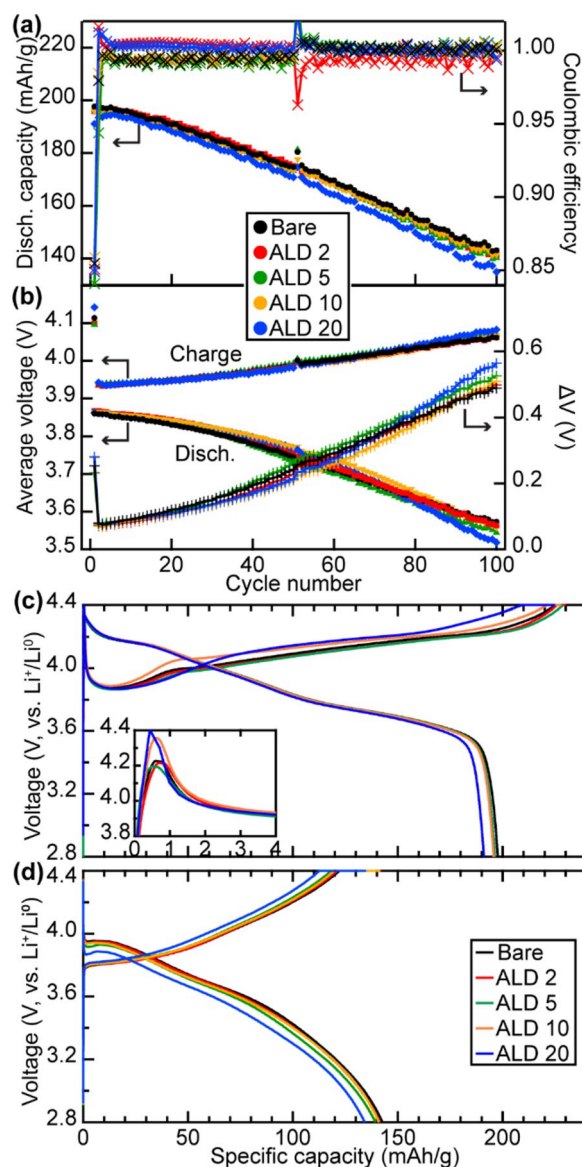 (a)
220
200
180
160
140
Disch. capacity (mAh/g)
1.00
0.95
0.90
0.85
Coulombic efficiency
Bare
ALD 2
ALD 5
ALD 10
ALD 20
(b)
4.1
4.0
3.9
3.8
3.7
3.6
3.5
Average voltage (V)
Charge
Disch.
0.6
0.4
0.2
0.0
ΔV (V)
0 20 40 60 80 100
Cycle number
(c)
4.4
4.0
3.6
3.2
2.8
Voltage (V, vs. Li⁺/Li⁰)
4.4
4.2
4.0
3.8
0 1 2 3 4
(d)
4.4
4.0
3.6
3.2
2.8
Voltage (V, vs. Li⁺/Li⁰)
Bare
ALD 2
ALD 5
ALD 10
ALD 20
0 50 100 150 200
Specific capacity (mAh/g)